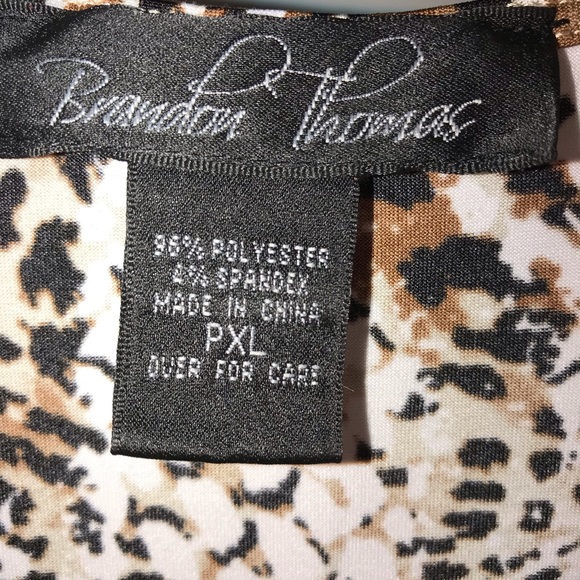 Brandon Thomas
96% POLYESTER
4% SPANDEX
MADE IN CHINA
PXL
OVER FOR CARE